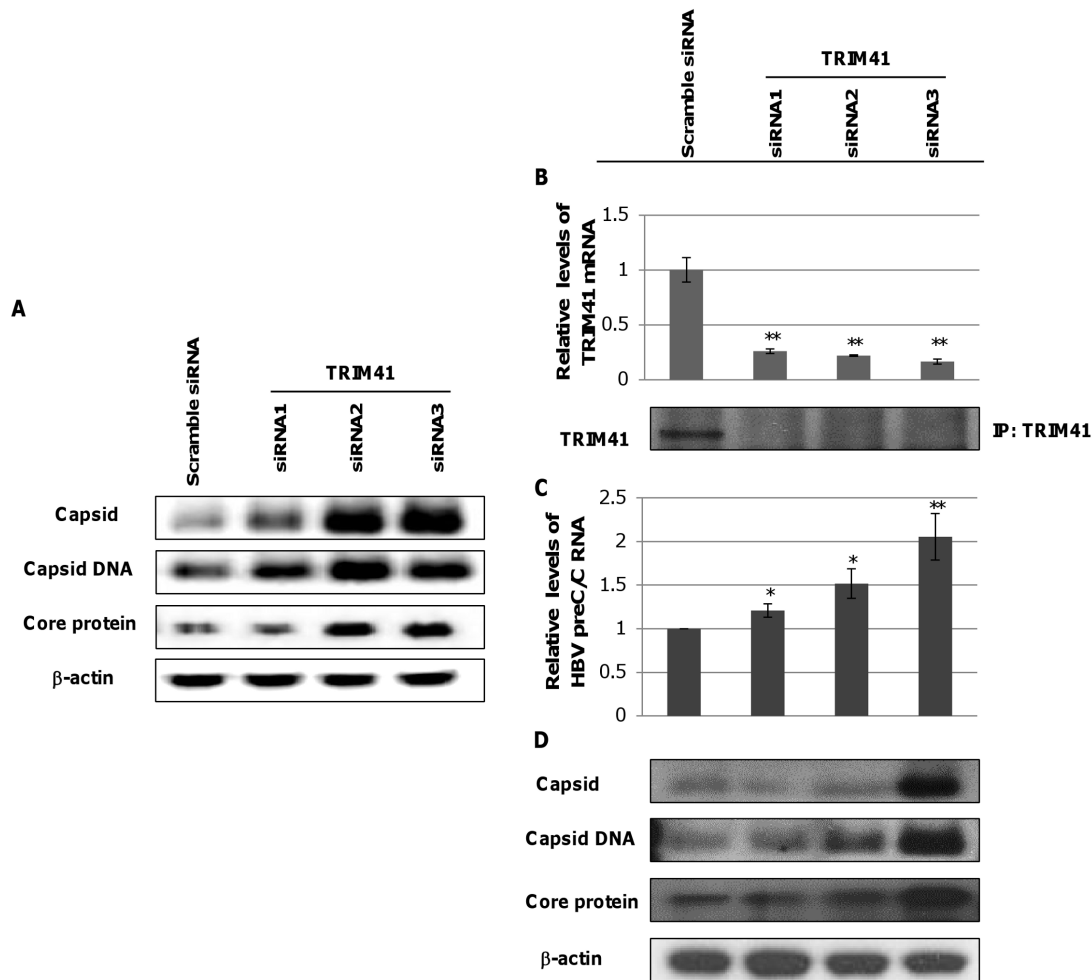 A
Scramble siRNA
TRIM41
siRNA1
siRNA2
siRNA3
Capsid
Capsid DNA
Core protein
β-actin
Scramble siRNA
TRIM41
siRNA1
siRNA2
siRNA3
B
Relative levels of
TRIM41 mRNA
1.5
1
0.5
0
**
**
**
TRIM41
IP: TRIM41
C
Relative levels of
HBV preC/C RNA
2.5
2
1.5
1
0.5
0
*
*
**
D
Capsid
Capsid DNA
Core protein
β-actin